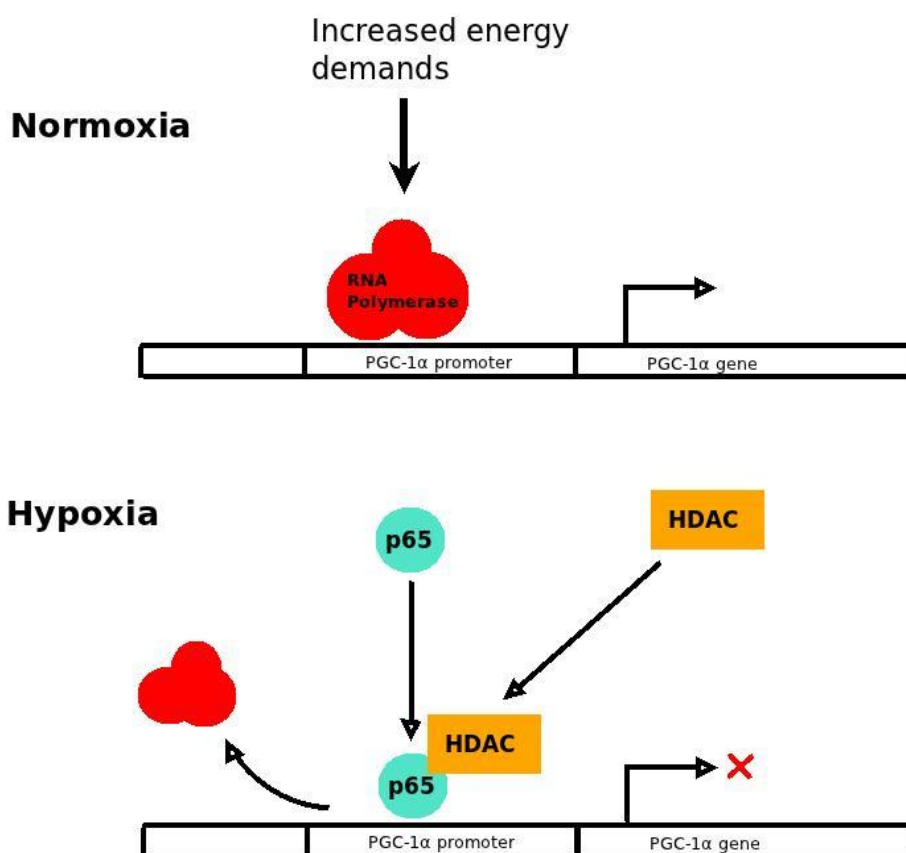 Increased energy
demands
Normoxia
RNA
Polymerase
PGC-1α promoter
PGC-1α gene
Hypoxia
p65
HDAC
HDAC
p65
PGC-1α promoter
PGC-1α gene